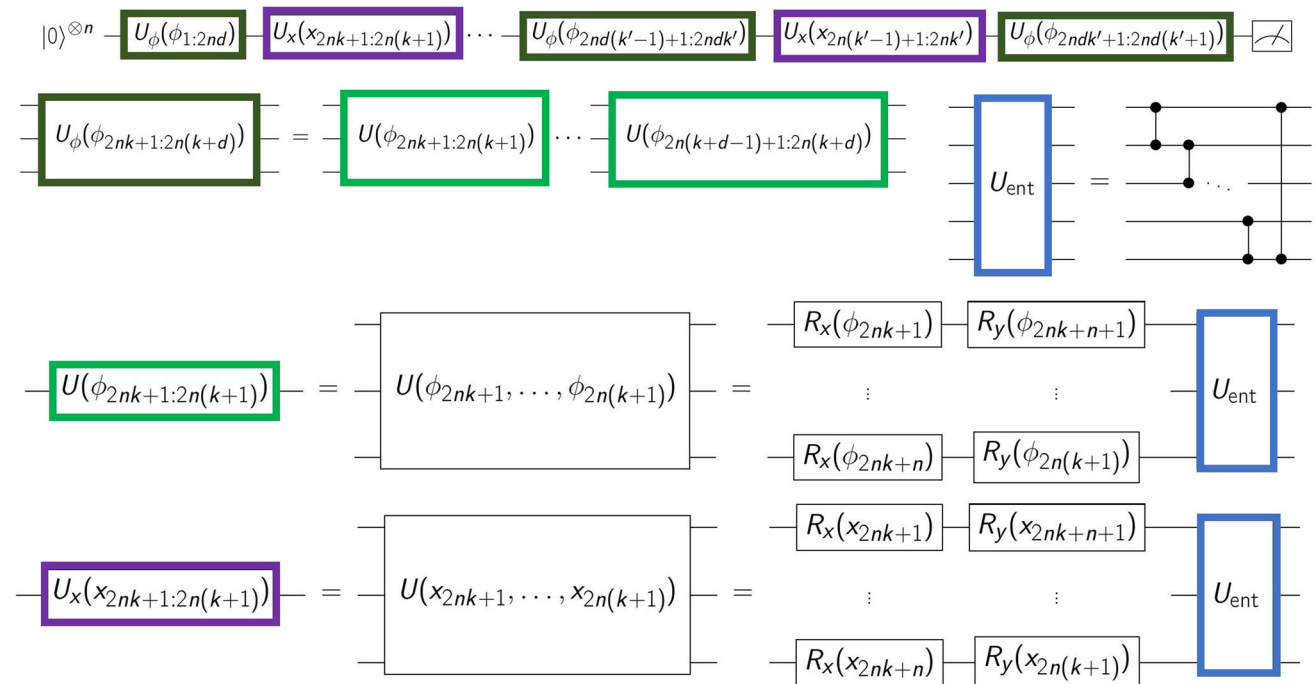 |0⟩^{⊗n} U_ϕ(ϕ_{1:2nd}) U_x(x_{2nk+1:2n(k+1)}) ⋯ U_ϕ(ϕ_{2nd(k′−1)+1:2ndk′}) U_x(x_{2n(k′−1)+1:2nk′}) U_ϕ(ϕ_{2ndk′+1:2nd(k′+1)})
U_ϕ(ϕ_{2nk+1:2n(k+d)}) = U(ϕ_{2nk+1:2n(k+1)}) ⋯ U(ϕ_{2n(k+d−1)+1:2n(k+d)})
U_ent = ⋯
R_x(ϕ_{2nk+1}) R_y(ϕ_{2nk+n+1})
U(ϕ_{2nk+1:2n(k+1)}) = U(ϕ_{2nk+1}, . . . , ϕ_{2n(k+1)}) = ⋮ ⋮ U_ent
R_x(ϕ_{2nk+n}) R_y(ϕ_{2n(k+1)})
R_x(x_{2nk+1}) R_y(x_{2nk+n+1})
U_x(x_{2nk+1:2n(k+1)}) = U(x_{2nk+1}, . . . , x_{2n(k+1)}) = ⋮ ⋮ U_ent
R_x(x_{2nk+n}) R_y(x_{2n(k+1)})